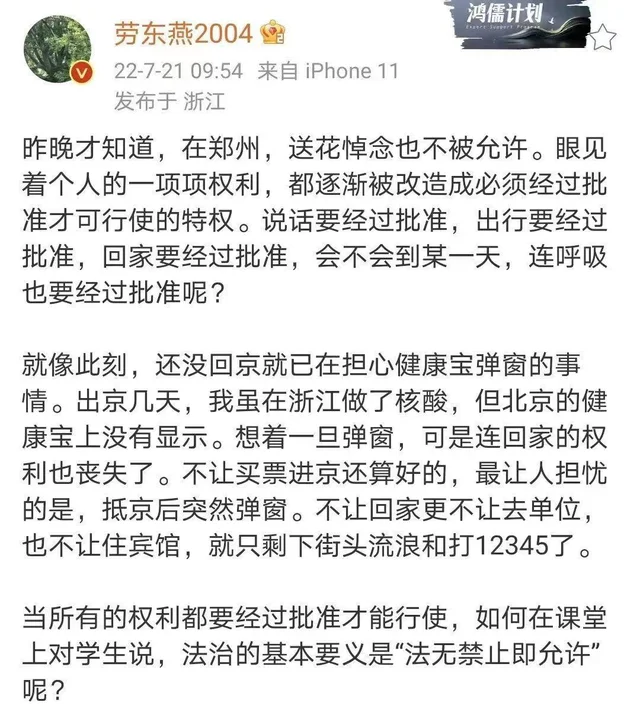 劳东燕2004
鸿儒计划
Expert Support Program
22-7-21 09:54 来自 iPhone 11
发布于 浙江
昨晚才知道，在郑州，送花悼念也不被允许。眼见
着个人的一项项权利，都逐渐被改造成必须经过批
准才可行使的特权。说话要经过批准，出行要经过
批准，回家要经过批准，会不会到某一天，连呼吸
也要经过批准呢？
就像此刻，还没回京就已在担心健康宝弹窗的事
情。出京几天，我虽在浙江做了核酸，但北京的健
康宝上没有显示。想着一旦弹窗，可是连回家的权
利也丧失了。不让买票进京还算好的，最让人担忧
的是，抵京后突然弹窗。不让回家更不让去单位，
也不让住宾馆，就只剩下街头流浪和打12345了。
当所有的权利都要经过批准才能行使，如何在课堂
上对学生说，法治的基本要义是“法无禁止即允许”
呢？